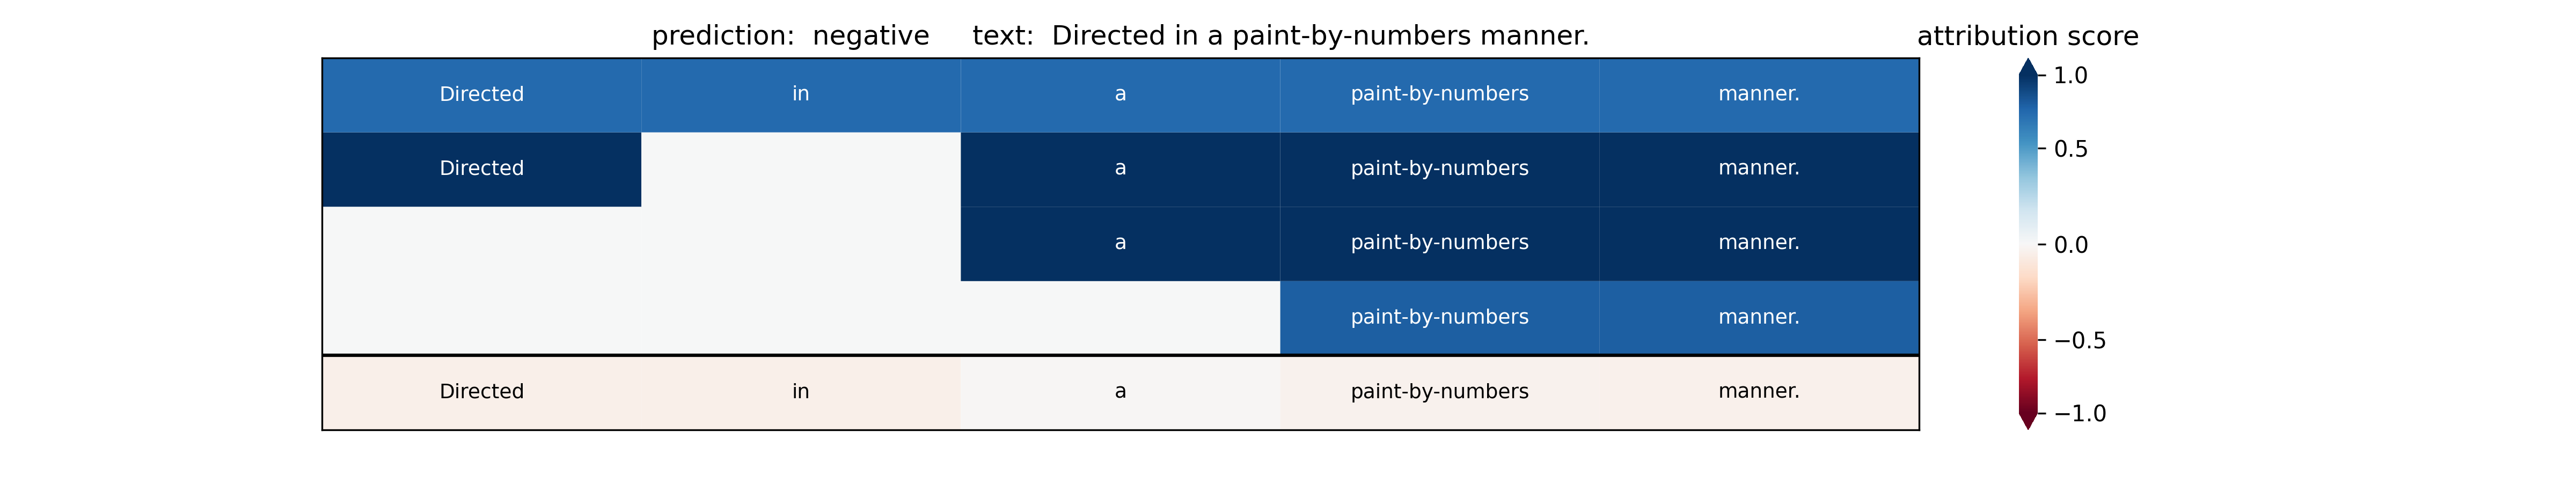 prediction:  negative     text:  Directed in a paint-by-numbers manner.
attribution score
Directed in a paint-by-numbers manner.
Directed a paint-by-numbers manner.
a paint-by-numbers manner.
paint-by-numbers manner.
Directed in a paint-by-numbers manner.
1.0
0.5
0.0
−0.5
−1.0